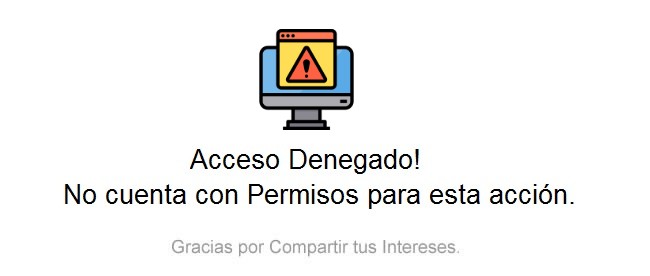 Acceso Denegado!
No cuenta con Permisos para esta acción.
Gracias por Compartir tus Intereses.